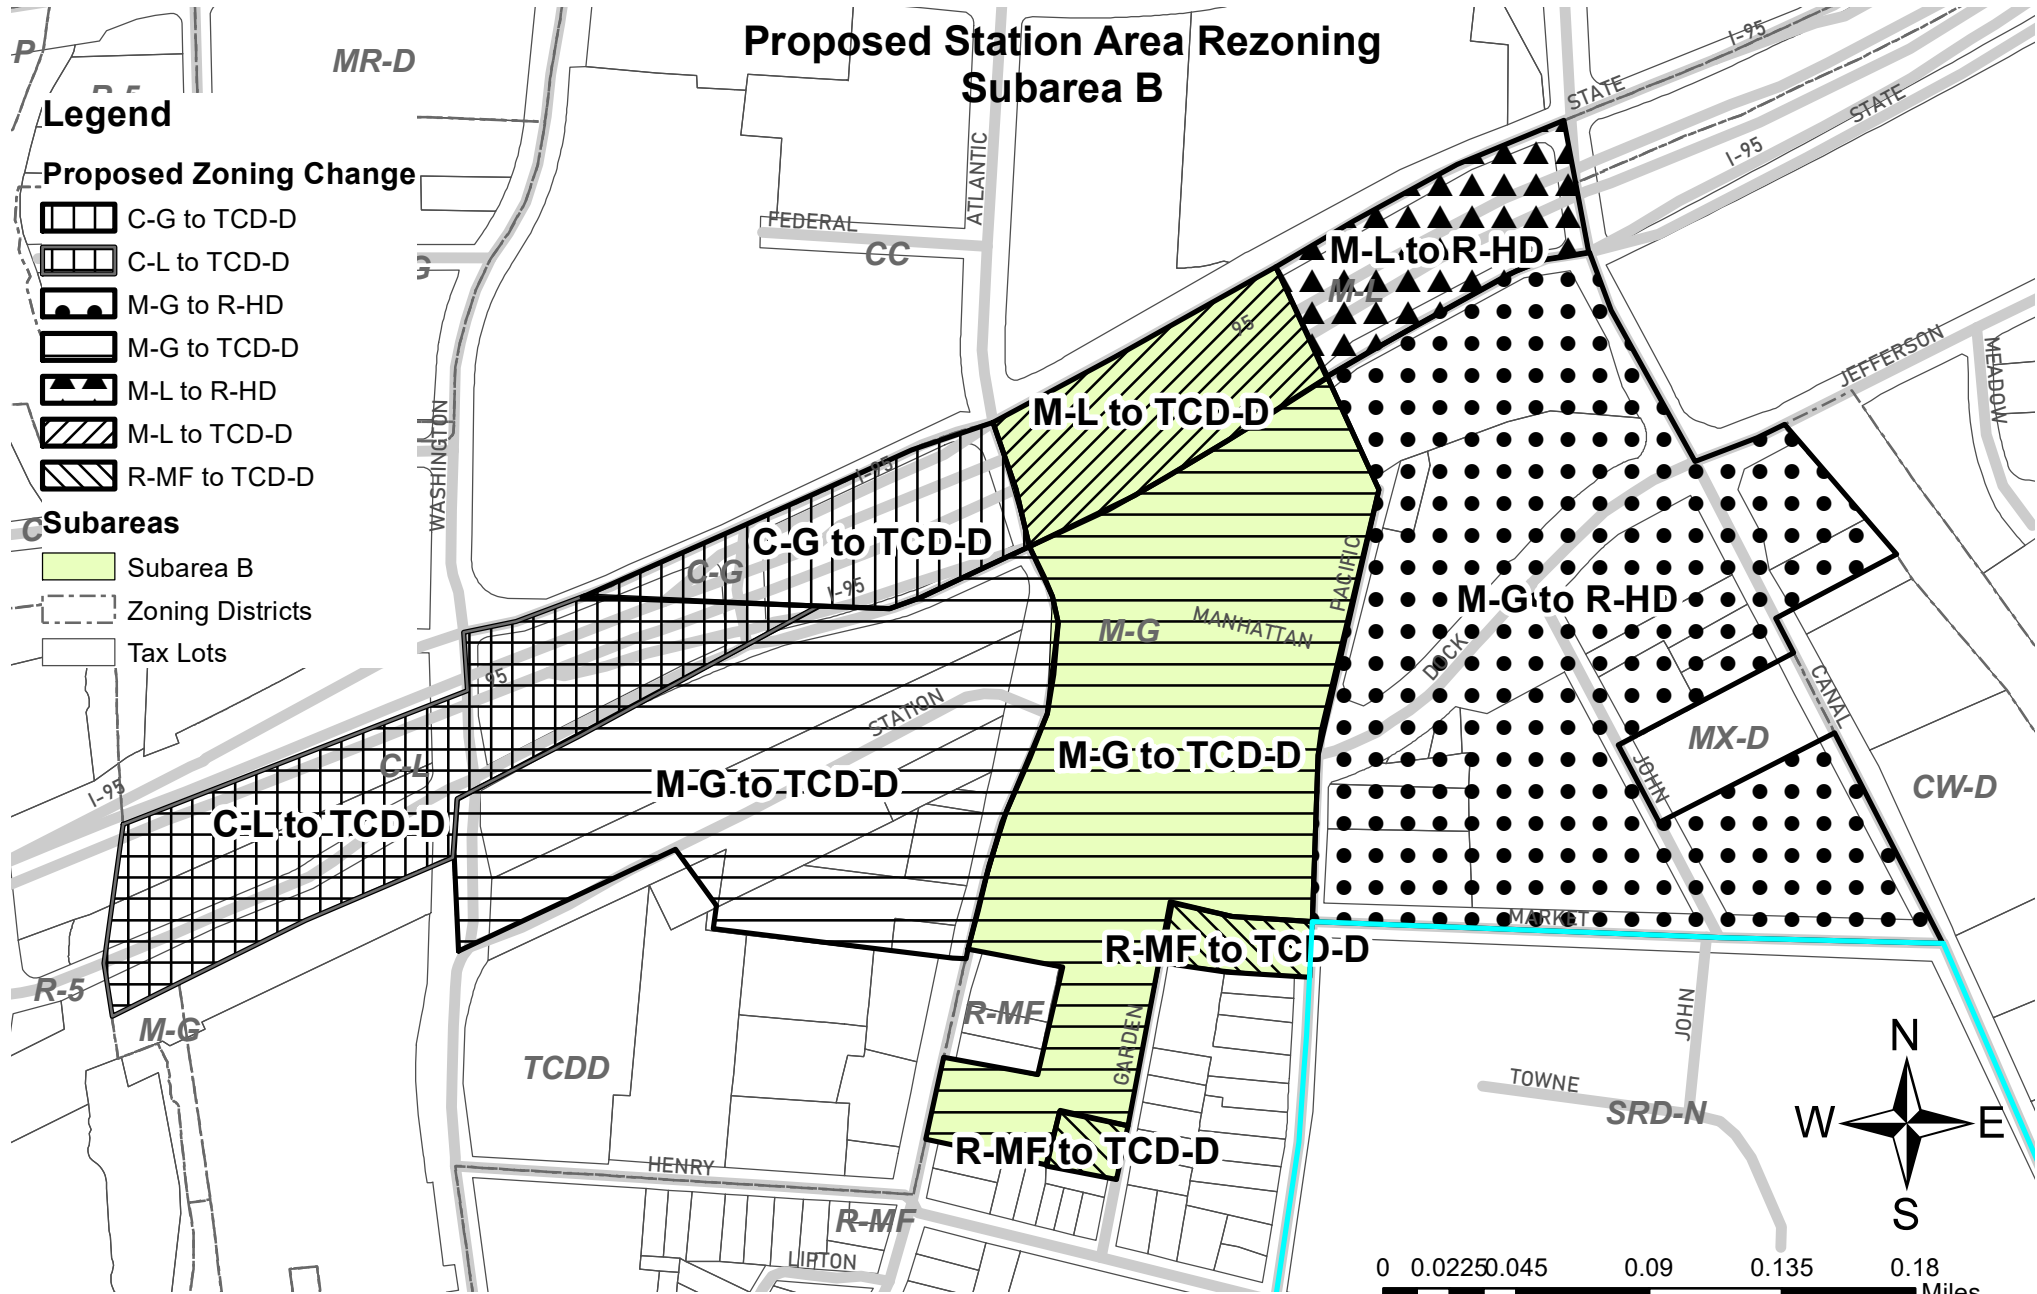 Proposed Station Area Rezoning
Subarea B
P
MR-D
Legend
Proposed Zoning Change
C-G to TCD-D
C-L to TCD-D
M-G to R-HD
M-G to TCD-D
M-L to R-HD
M-L to TCD-D
R-MF to TCD-D
Subareas
Subarea B
Zoning Districts
Tax Lots
I-95
STATE
STATE
I-95
ATLANTIC
FEDERAL
CC
G
M-L to R-HD
M-L
95
JEFFERSON
MEADOW
WASHINGTON
M-L to TCD-D
I-95
C
C-G to TCD-D
C-G
I-95
PACIFIC
MANHATTAN
M-G
M-G to R-HD
DOCK
95
STATION
CANAL
MX-D
JOHN
M-G to TCD-D
M-G to TCD-D
C-L
I-95
C-L to TCD-D
CW-D
MARKET
R-MF to TCD-D
R-5
M-G
R-MF
GARDEN
JOHN
TCDD
TOWNE
SRD-N
R-MF to TCD-D
HENRY
R-MF
LIPTON
N
W
E
S
0 0.0225 0.045 0.09 0.135 0.18
Miles